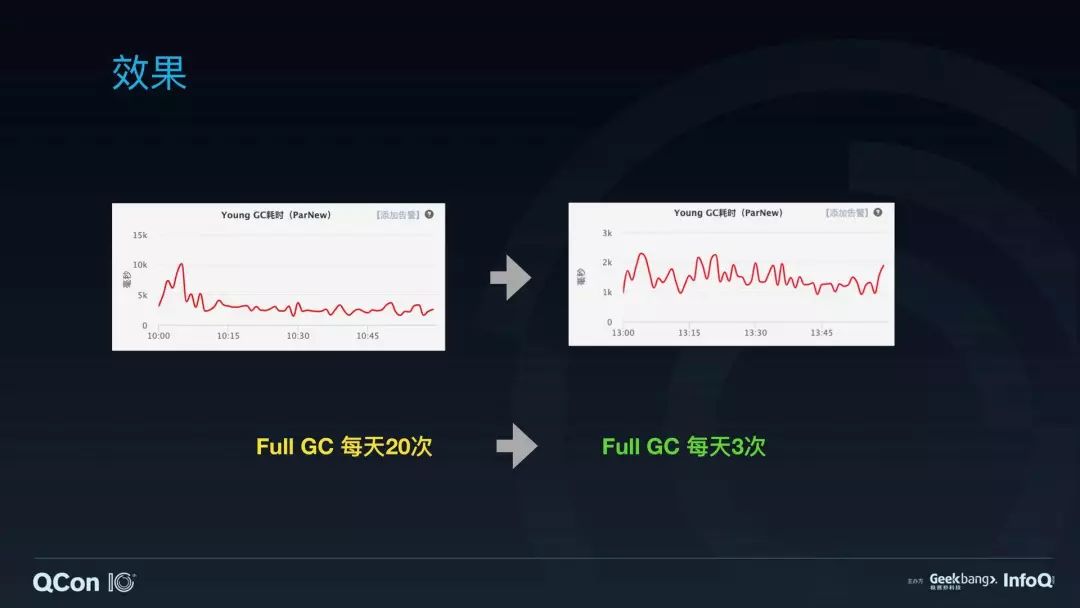 效果
Young GC耗时（ParNew）
【添加告警】
?
15k
10k
5k
0
毫秒
10:00
10:15
10:30
10:45
Young GC耗时（ParNew）
【添加告警】
?
3k
2k
1k
0
毫秒
13:00
13:15
13:30
13:45
Full GC 每天20次
Full GC 每天3次
QCon 10
主办方
Geekbang>.
极客邦科技
InfoQ